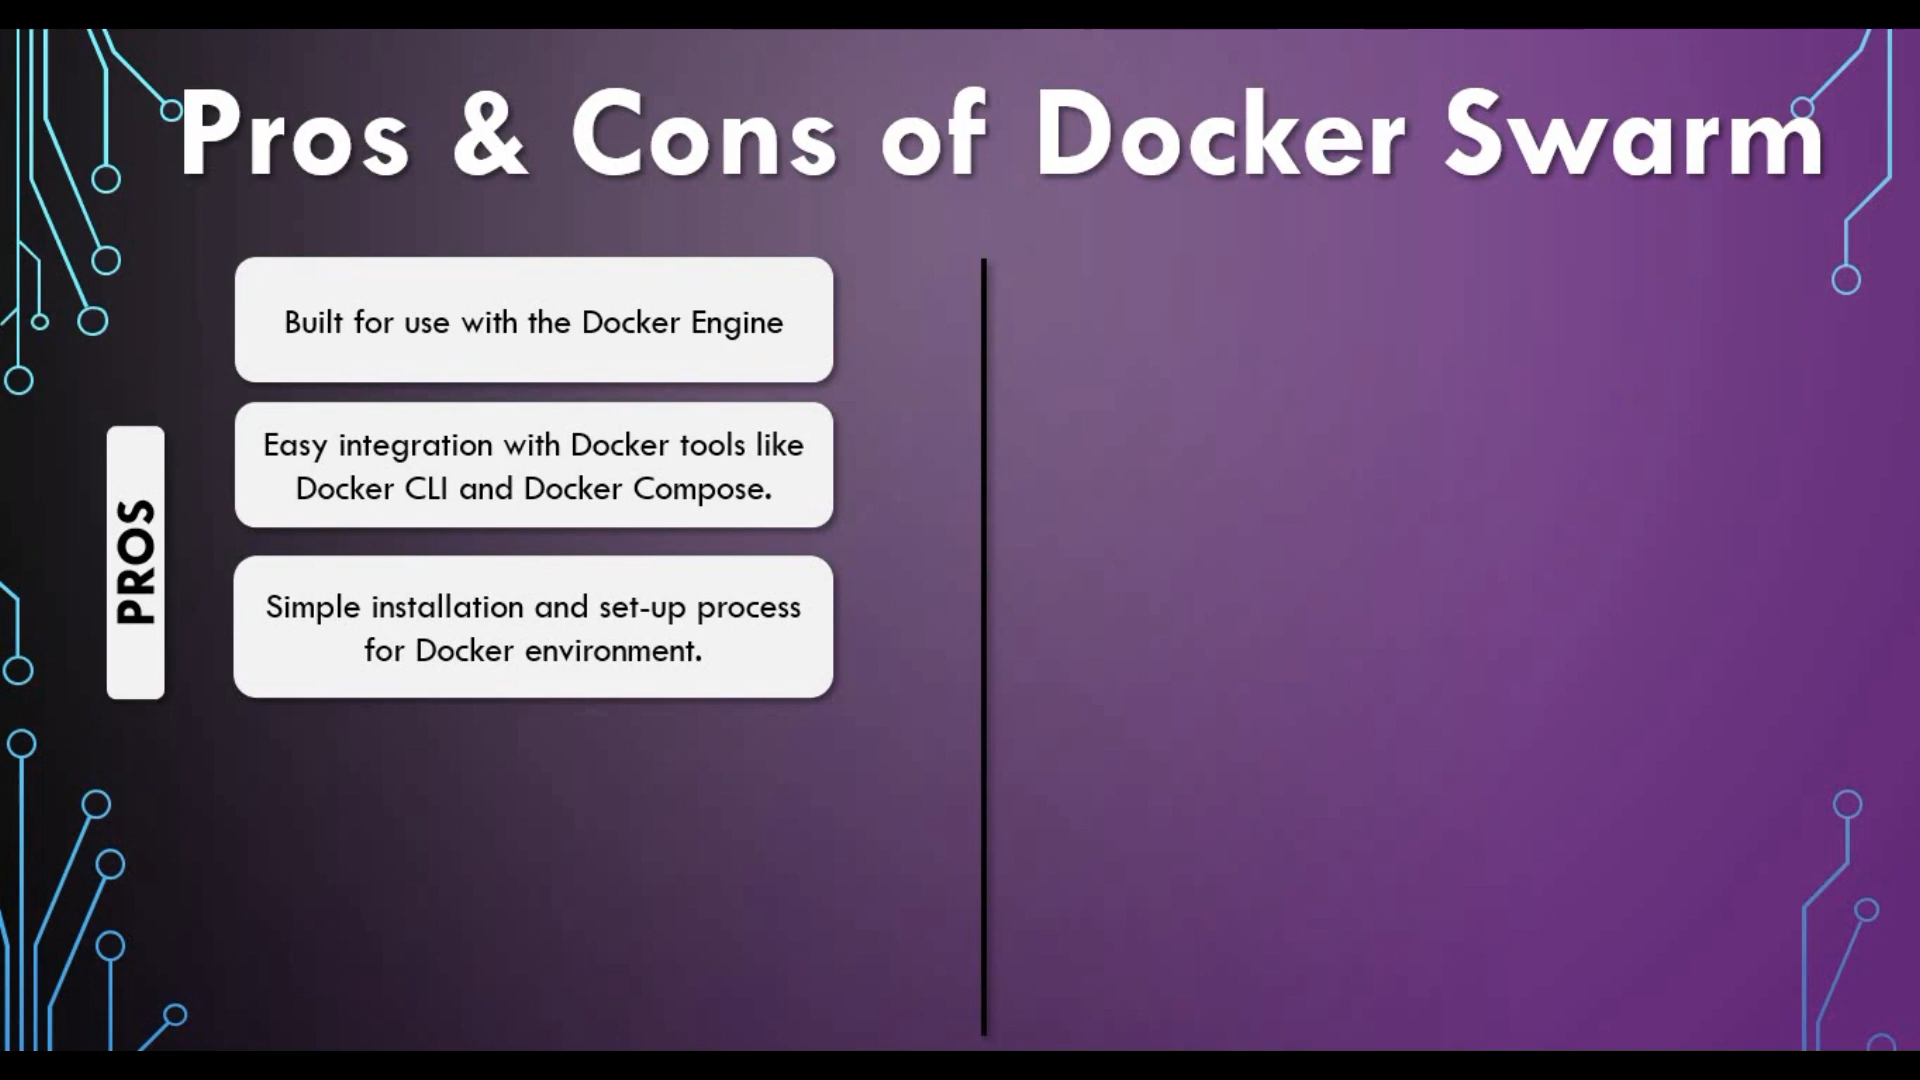 Pros & Cons of Docker Swarm
PROS
Built for use with the Docker Engine
Easy integration with Docker tools like
Docker CLI and Docker Compose.
Simple installation and set-up process
for Docker environment.